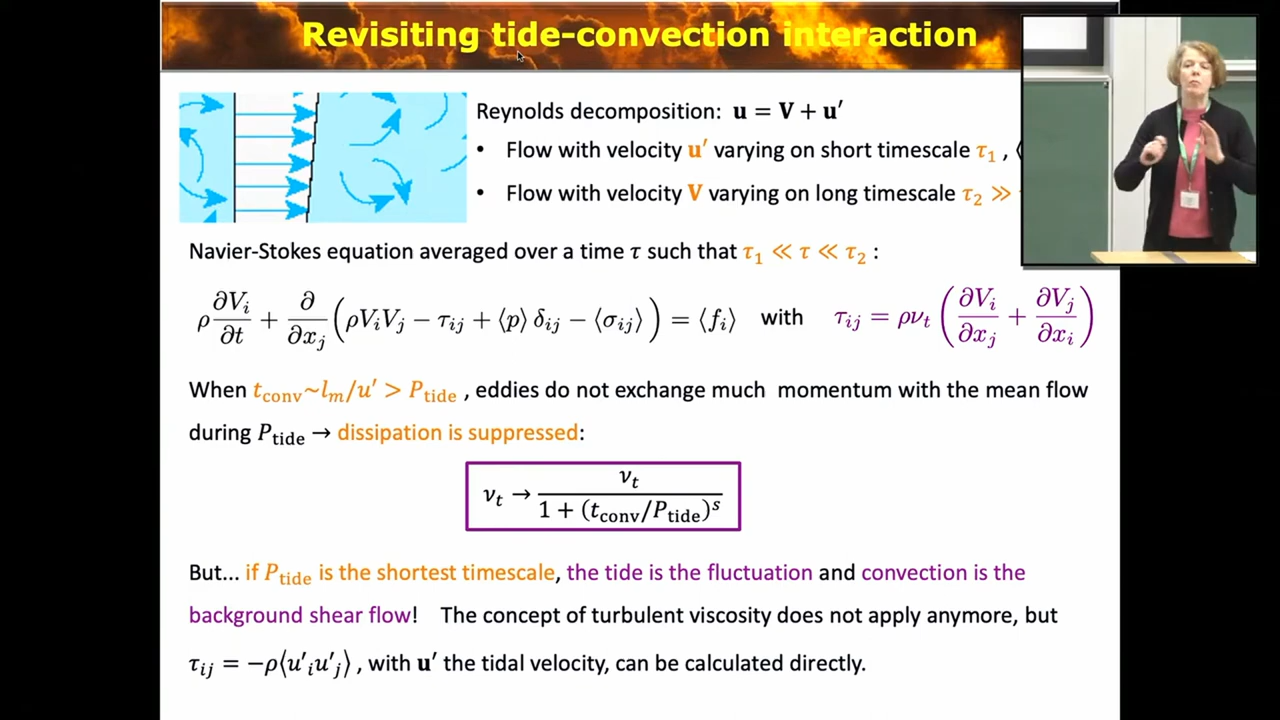 Revisiting tide-convection interaction
Reynolds decomposition: u = V + u′
• Flow with velocity u′ varying on short timescale τ₁ , ⟨
• Flow with velocity V varying on long timescale τ₂ ≫
Navier-Stokes equation averaged over a time τ such that τ₁ ≪ τ ≪ τ₂ :
ρ ∂Vᵢ/∂t + ∂/∂xⱼ (ρVᵢVⱼ − τᵢⱼ + ⟨p⟩ δᵢⱼ − ⟨σᵢⱼ⟩) = ⟨fᵢ⟩ with τᵢⱼ = ρνₜ (∂Vᵢ/∂xⱼ + ∂Vⱼ/∂xᵢ)
When t_conv~l_m/u′ > P_tide , eddies do not exchange much momentum with the mean flow
during P_tide → dissipation is suppressed:
νₜ → νₜ / 1 + (t_conv/P_tide)ˢ
But... if P_tide is the shortest timescale, the tide is the fluctuation and convection is the
background shear flow! The concept of turbulent viscosity does not apply anymore, but
τᵢⱼ = −ρ⟨u′ᵢu′ⱼ⟩ , with u′ the tidal velocity, can be calculated directly.